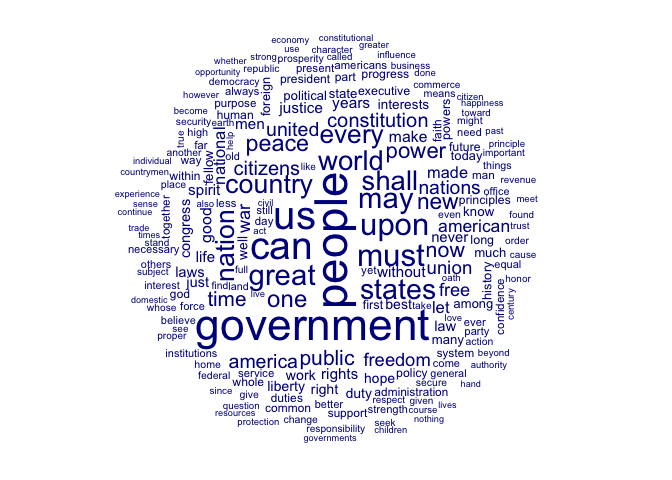 economy constitutional
use character greater
whether strong prosperity called influence
opportunity republic present americans business
democracy president part progress done
however always foreign political state executive commerce
become purpose justice years interests means citizen
security earth human men united constitution faith powers happiness
true high national help peace every make might toward
far old world power need past
another way fellow citizens like future principle
countrymen within country shall today important
individual spirit people made things
place may nations man revenue
experience also less civil us new principles office
sense together congress good still upon even know meet
continue nation well war day american found
trade act can never long order trust
times life must now much cause
stand necessary full great yet without union equal
others laws states history
subject just find land free oath honor
interest god time live one first best take let among confidence century
domestic whose force government love
believe law ever
see many party
proper action
institutions america public freedom system beyond
home service come authority
federal work rights hope policy general
whole liberty right duty administration secure hand
since give duties respect given
question common better strength course lives
resources change support nothing
protection seek
responsibility children
governments